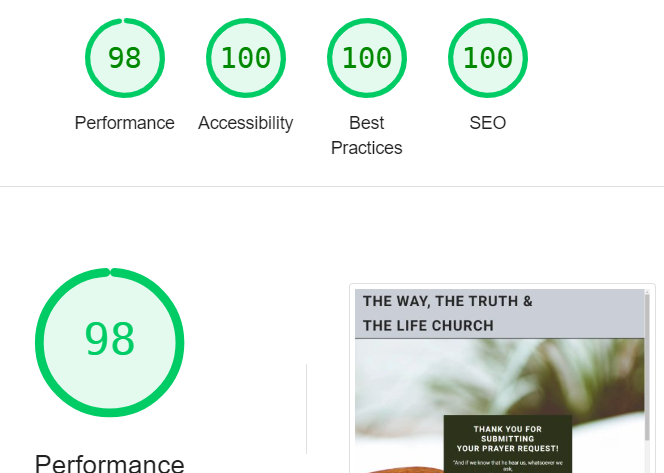 98
100
100
100
Performance
Accessibility
Best
Practices
SEO
98
Performance
THE WAY, THE TRUTH &
THE LIFE CHURCH
THANK YOU FOR
SUBMITTING
YOUR PRAYER REQUEST!
"And if we know that he hear us, whatsoever we
ask,